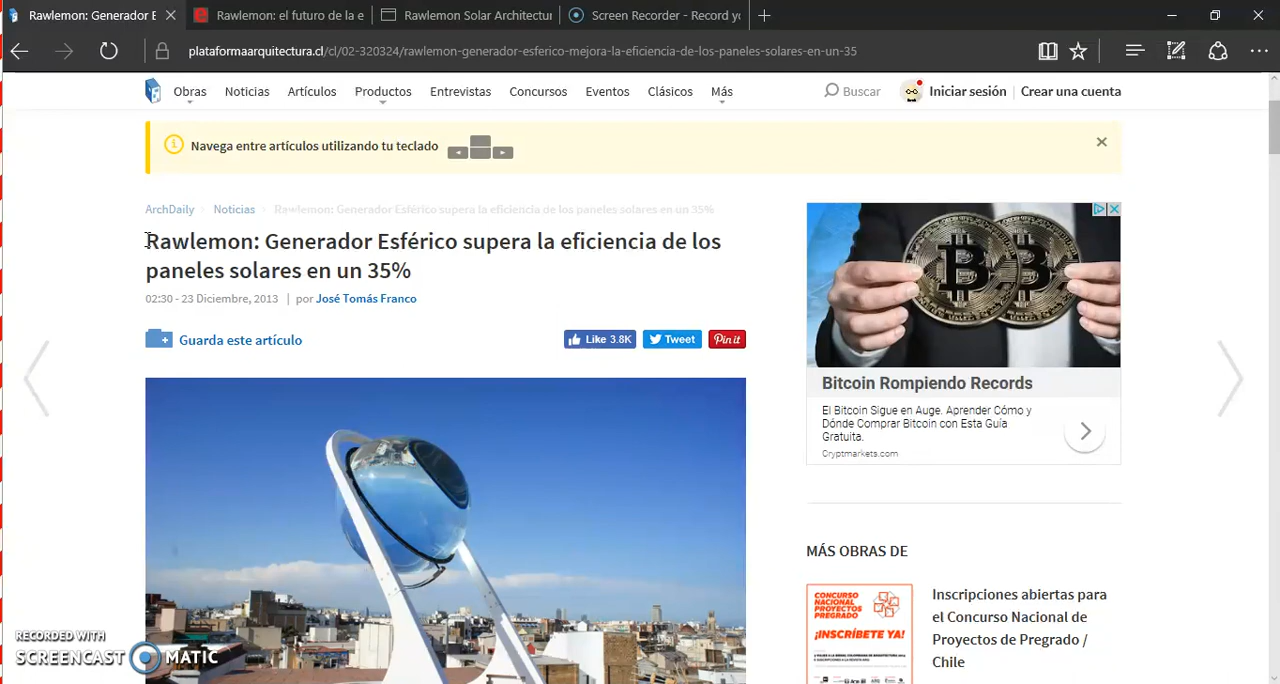 Rawlemon: Generador E
Rawlemon: el futuro de la e
Rawlemon Solar Architectur
Screen Recorder - Record yo
plataformaarquitectura.cl/cl/02-320324/rawlemon-generador-esferico-mejora-la-eficiencia-de-los-paneles-solares-en-un-35
Obras Noticias Artículos Productos Entrevistas Concursos Eventos Clásicos Más
Buscar
Iniciar sesión
Crear una cuenta
Navega entre artículos utilizando tu teclado
ArchDaily Noticias Rawlemon: Generador Esférico supera la eficiencia de los paneles solares en un 35%
Rawlemon: Generador Esférico supera la eficiencia de los
paneles solares en un 35%
02:30 - 23 Diciembre, 2013 | por José Tomás Franco
Guarda este artículo
Like 3.8K
Tweet
Pin it
Bitcoin Rompiendo Records
El Bitcoin Sigue en Auge. Aprender Cómo y
Dónde Comprar Bitcoin con Esta Guía
Gratuita.
Cryptmarkets.com
MÁS OBRAS DE
CONCURSO
NACIONAL
PROYECTOS
PREGRADO
¡INSCRÍBETE YA!
Inscripciones abiertas para
el Concurso Nacional de
Proyectos de Pregrado /
Chile
RECORDED WITH
SCREENCAST MATIC